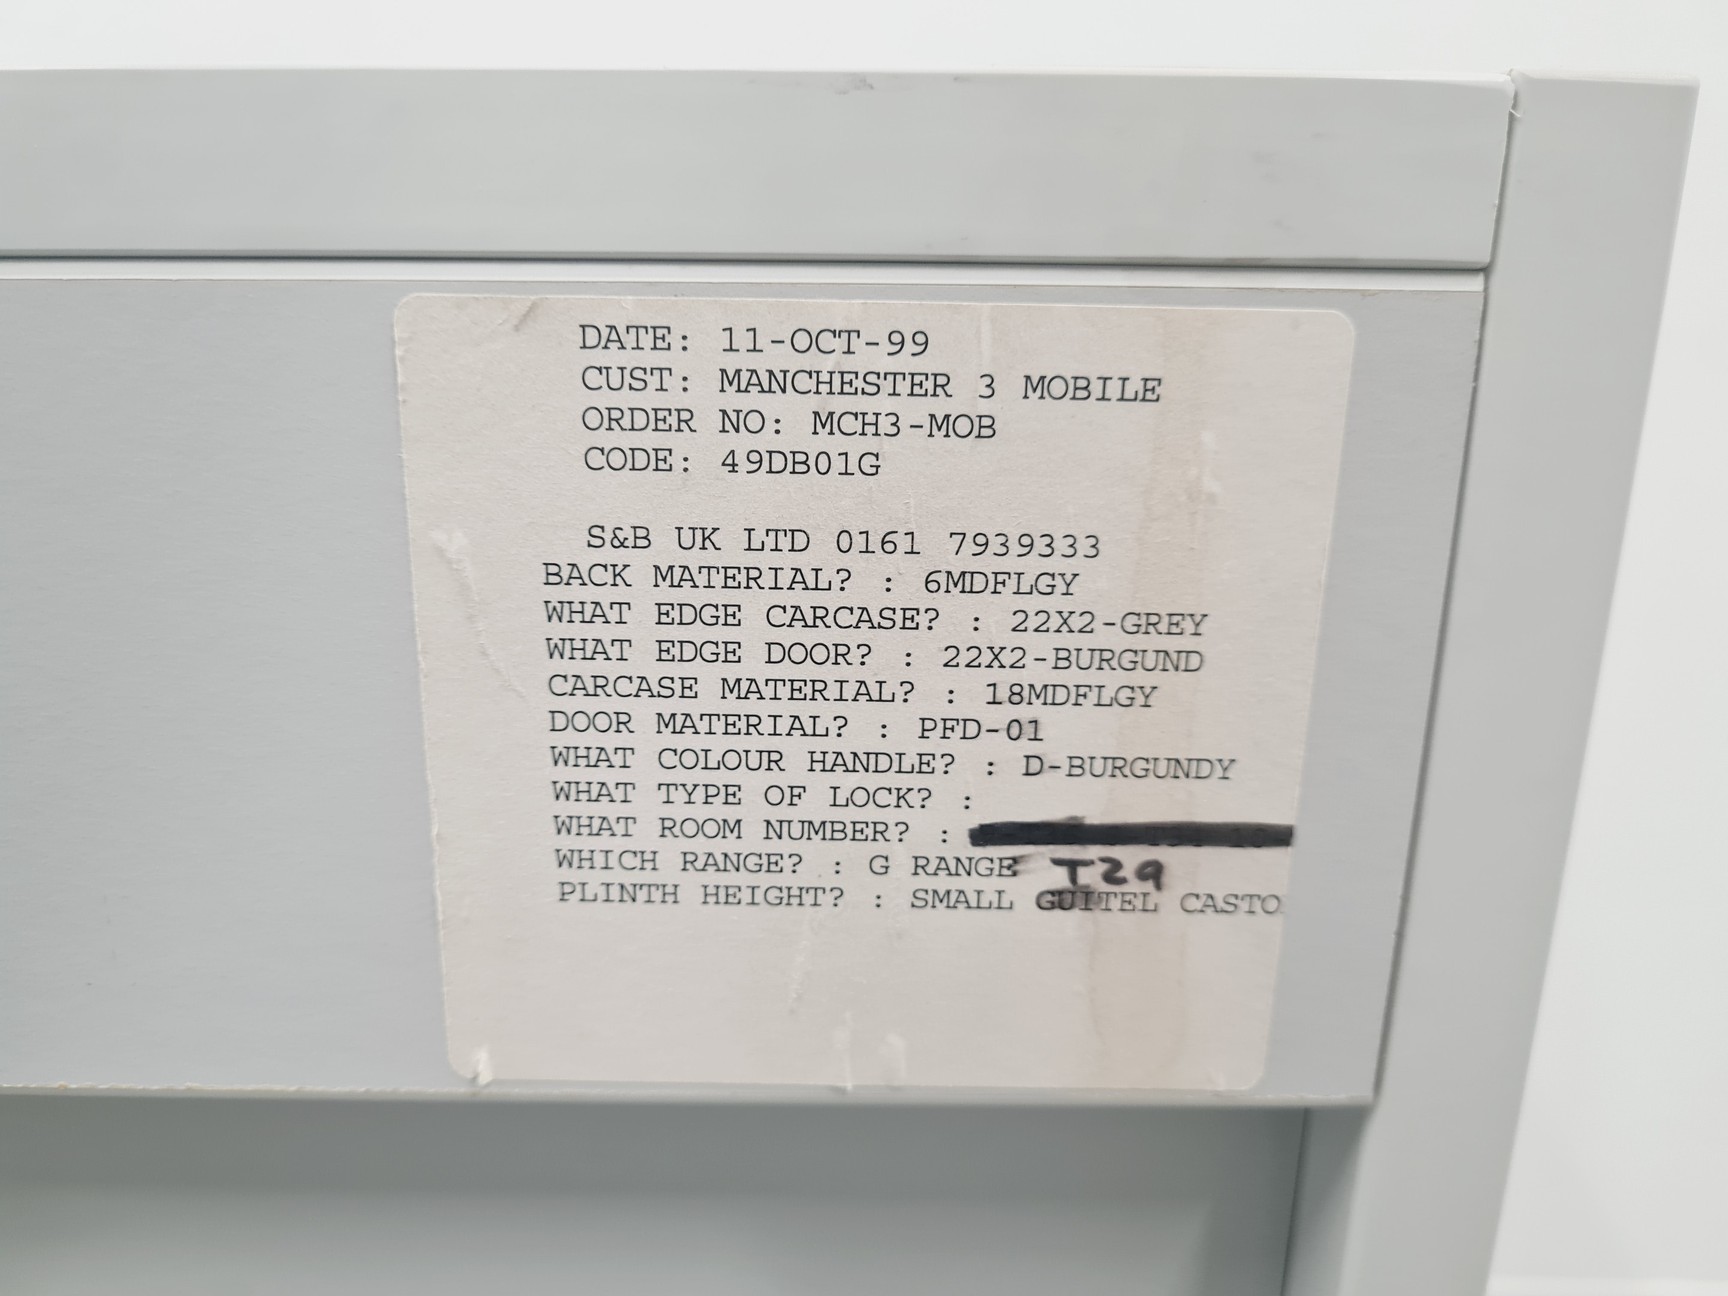 DATE: 11-OCT-99
CUST: MANCHESTER 3 MOBILE
ORDER NO: MCH3-MOB
CODE: 49DB01G
S&B UK LTD 0161 7939333
BACK MATERIAL? : 6MDFLGY
WHAT EDGE CARCASE? : 22X2-GREY
WHAT EDGE DOOR? : 22X2-BURGUND
CARCASE MATERIAL? : 18MDFLGY
DOOR MATERIAL? : PFD-01
WHAT COLOUR HANDLE? : D-BURGUNDY
WHAT TYPE OF LOCK? :
WHAT ROOM NUMBER? :
WHICH RANGE? : G RANGE T29
PLINTH HEIGHT? : SMALL GUITEL CASTO